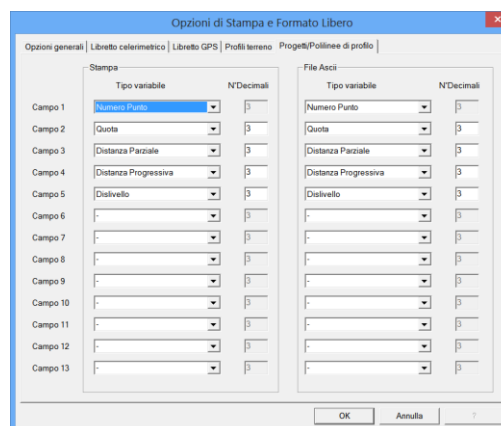 Opzioni di Stampa e Formato Libero
Opzioni generali Libretto celerimetrico Libretto GPS Profili terreno Progetti/Polilinee di profilo
Stampa File Ascii
Tipo variabile N°Decimali Tipo variabile N°Decimali
Campo 1 Numero Punto 3 Numero Punto 3
Campo 2 Quota 3 Quota 3
Campo 3 Distanza Parziale 3 Distanza Parziale 3
Campo 4 Distanza Progressiva 3 Distanza Progressiva 3
Campo 5 Dislivello 3 Dislivello 3
Campo 6 - 3 - 3
Campo 7 - 3 - 3
Campo 8 - 3 - 3
Campo 9 - 3 - 3
Campo 10 - 3 - 3
Campo 11 - 3 - 3
Campo 12 - 3 - 3
Campo 13 - 3 - 3
OK Annulla ?